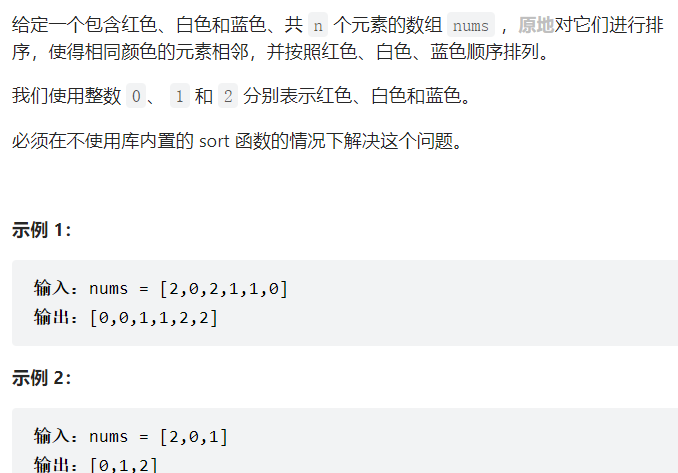 给定一个包含红色、白色和蓝色、共 n 个元素的数组 nums ，原地对它们进行排
序，使得相同颜色的元素相邻，并按照红色、白色、蓝色顺序排列。
我们使用整数 0、 1 和 2 分别表示红色、白色和蓝色。
必须在不使用库内置的 sort 函数的情况下解决这个问题。
示例 1：
输入：nums = [2,0,2,1,1,0]
输出：[0,0,1,1,2,2]
示例 2：
输入：nums = [2,0,1]
输出：[0,1,2]